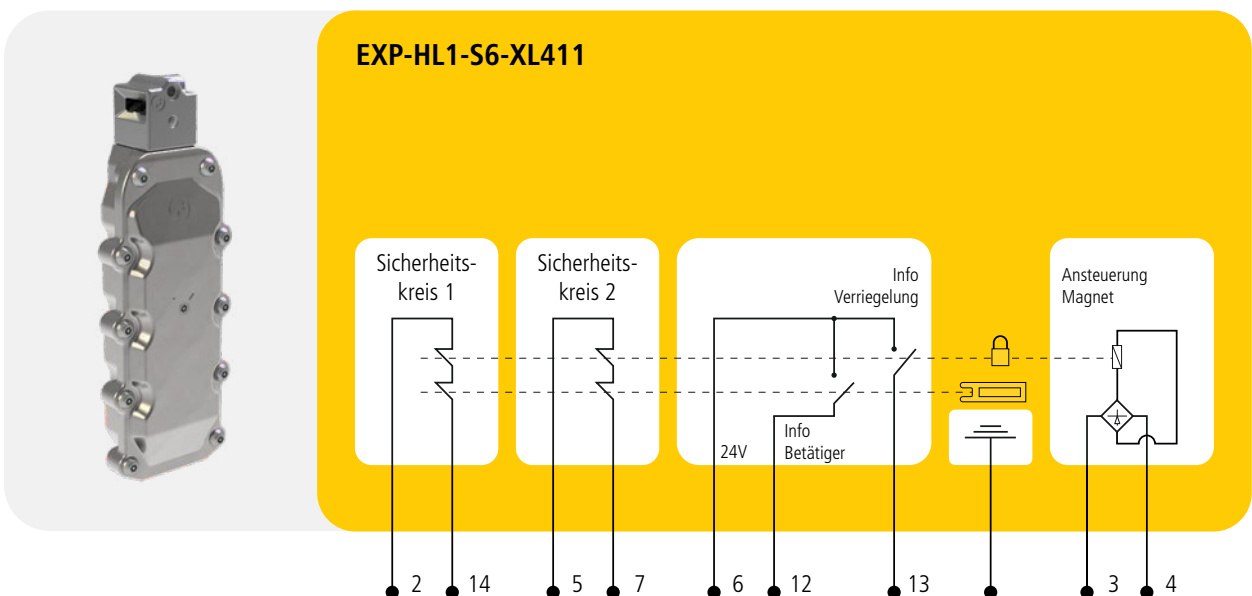 EXP-HL1-S6-XL411
Sicherheits-
kreis 1
Sicherheits-
kreis 2
Info
Verriegelung
24V
Info
Betätiger
Ansteuerung
Magnet
2 14 5 7 6 12 13 3 4